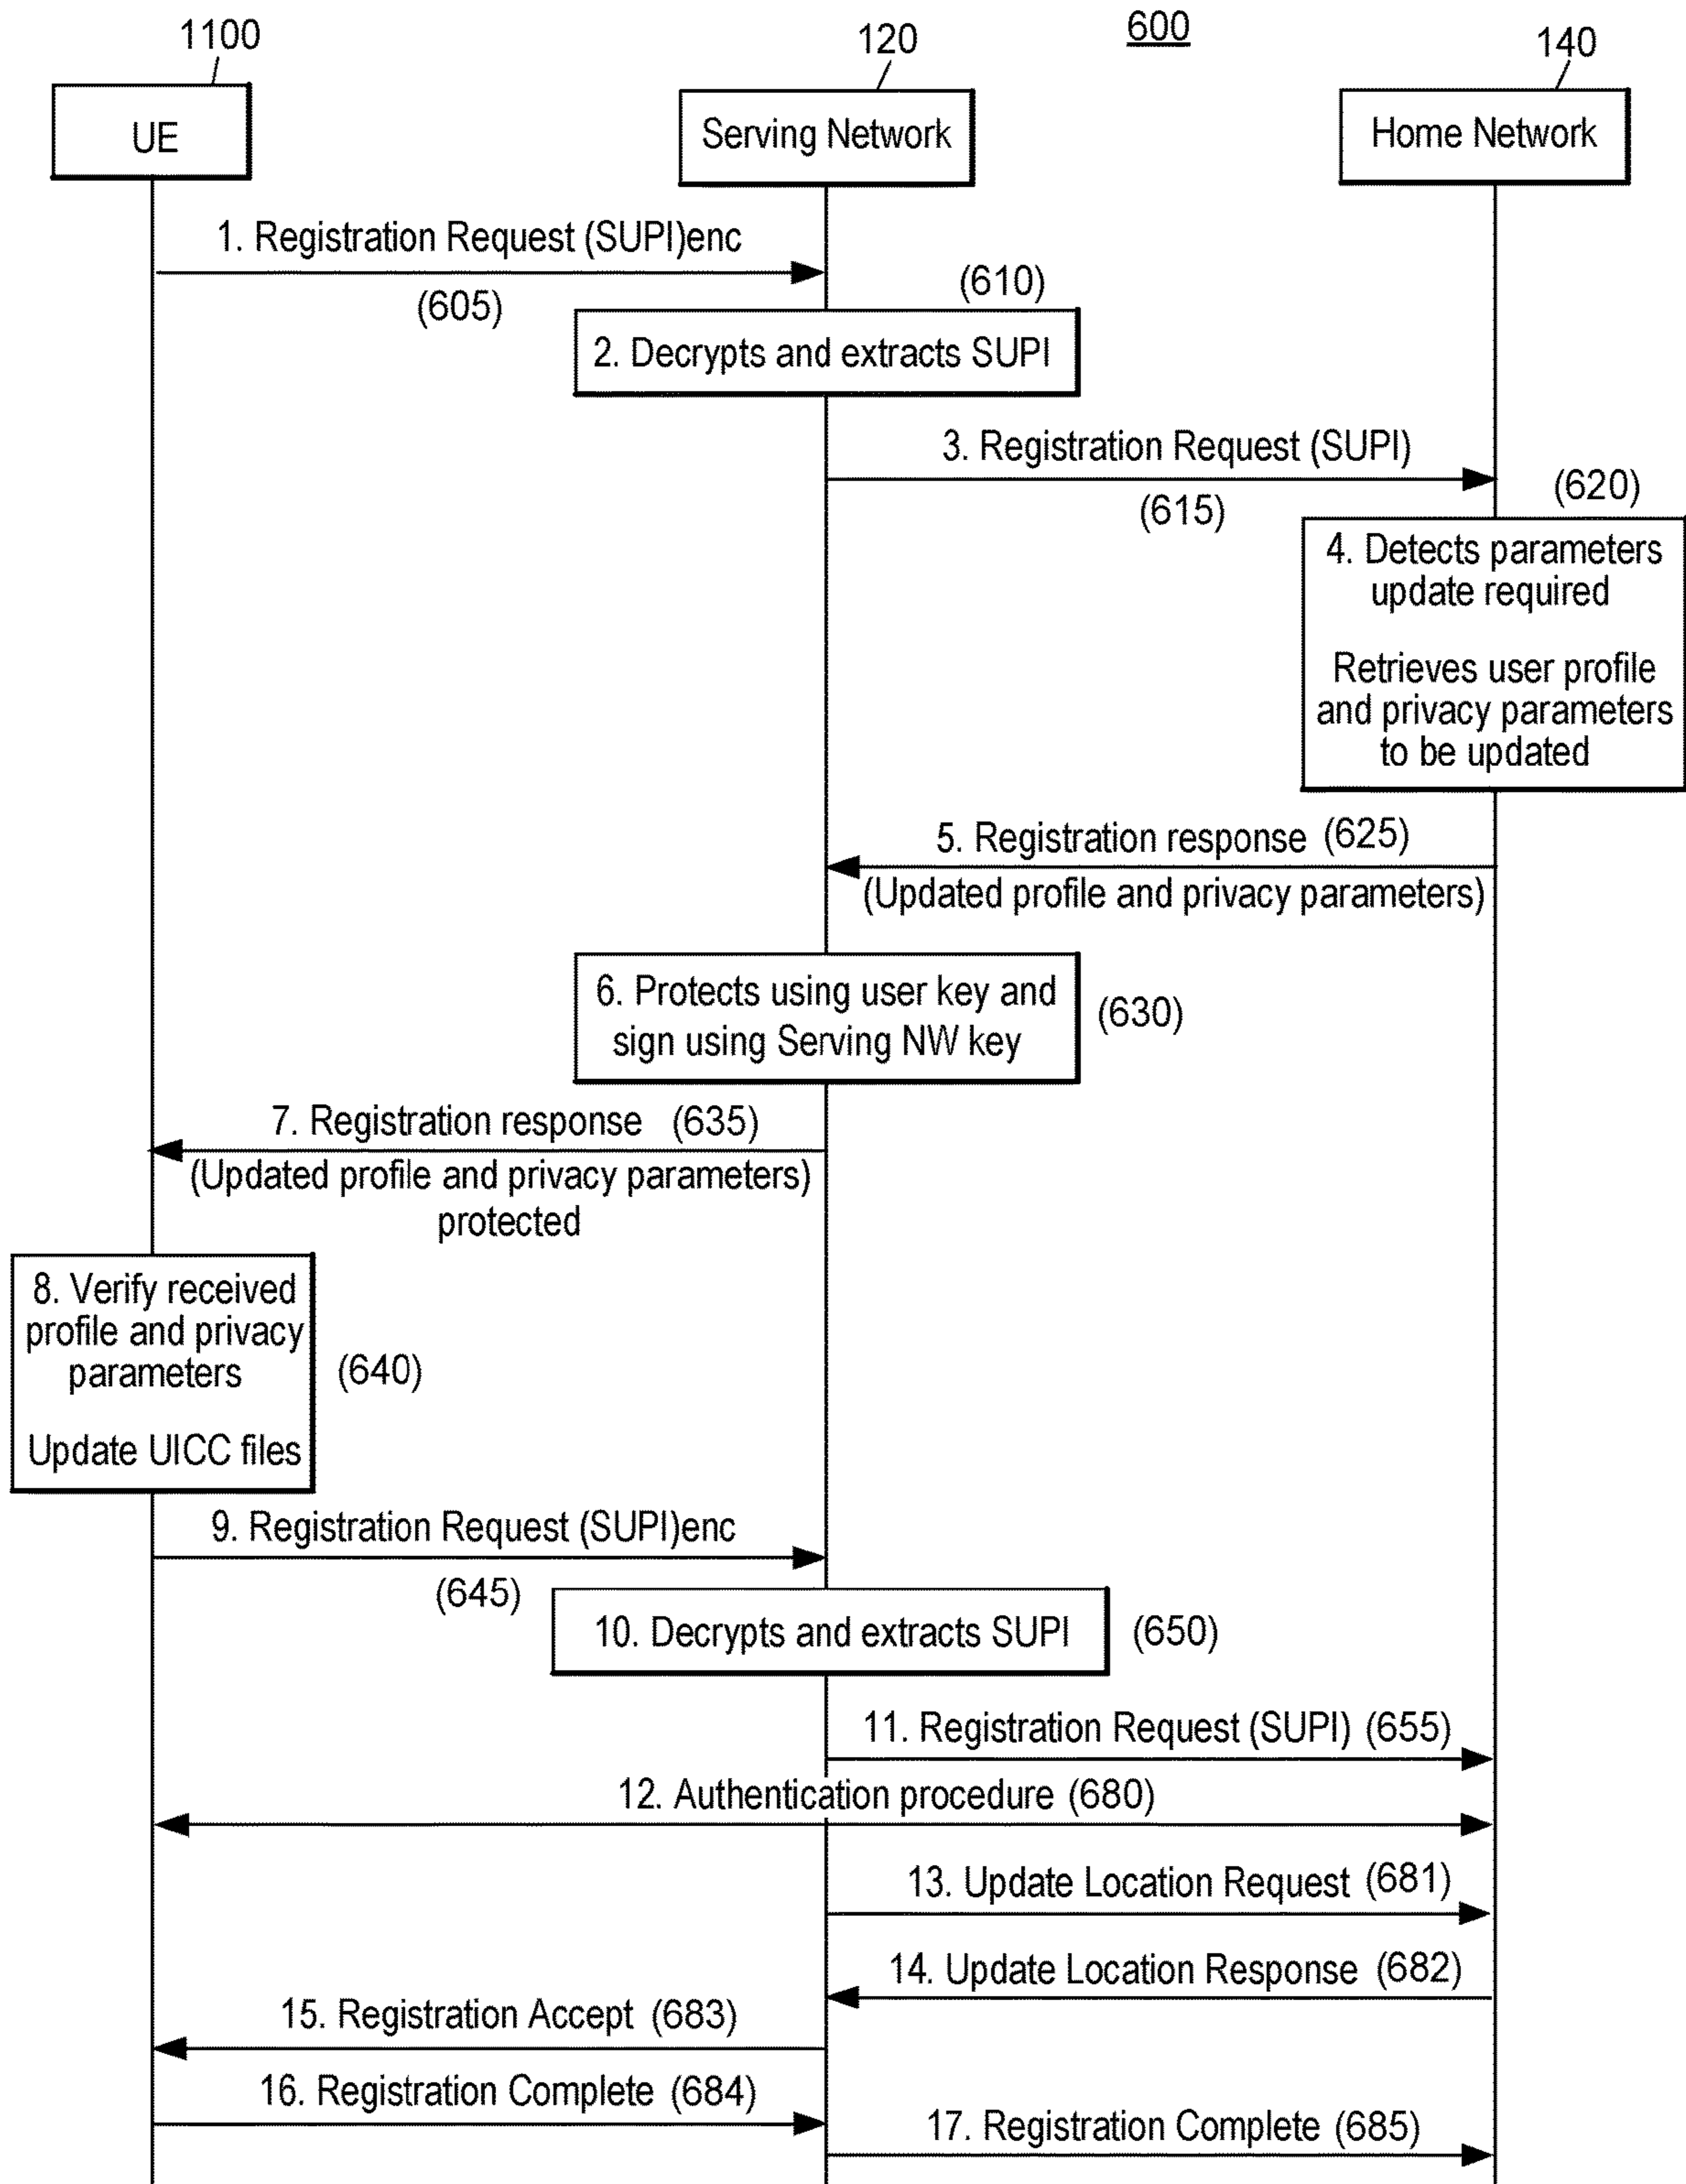 1100
120
600
140
UE
Serving Network
Home Network
1. Registration Request (SUPI)enc
(605)
(610)
2. Decrypts and extracts SUPI
3. Registration Request (SUPI)
(615)
(620)
4. Detects parameters
update required
Retrieves user profile
and privacy parameters
to be updated
5. Registration response (625)
(Updated profile and privacy parameters)
6. Protects using user key and
sign using Serving NW key
(630)
7. Registration response (635)
(Updated profile and privacy parameters)
protected
8. Verify received
profile and privacy
parameters
Update UICC files
(640)
9. Registration Request (SUPI)enc
(645)
10. Decrypts and extracts SUPI
(650)
11. Registration Request (SUPI) (655)
12. Authentication procedure (680)
13. Update Location Request (681)
14. Update Location Response (682)
15. Registration Accept (683)
16. Registration Complete (684)
17. Registration Complete (685)